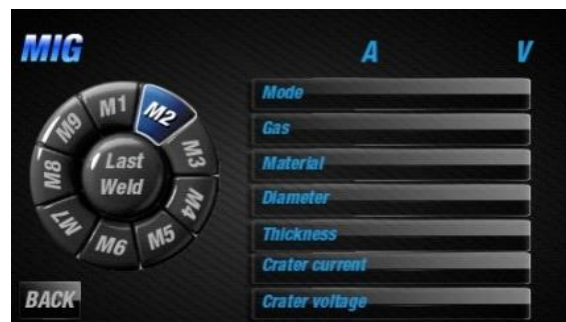 MIG
A V
Mode
Gas
Material
Diameter
Thickness
Crater current
Crater voltage
M1
M2
M3
M4
M5
M6
M7
M8
M9
Last
Weld
BACK